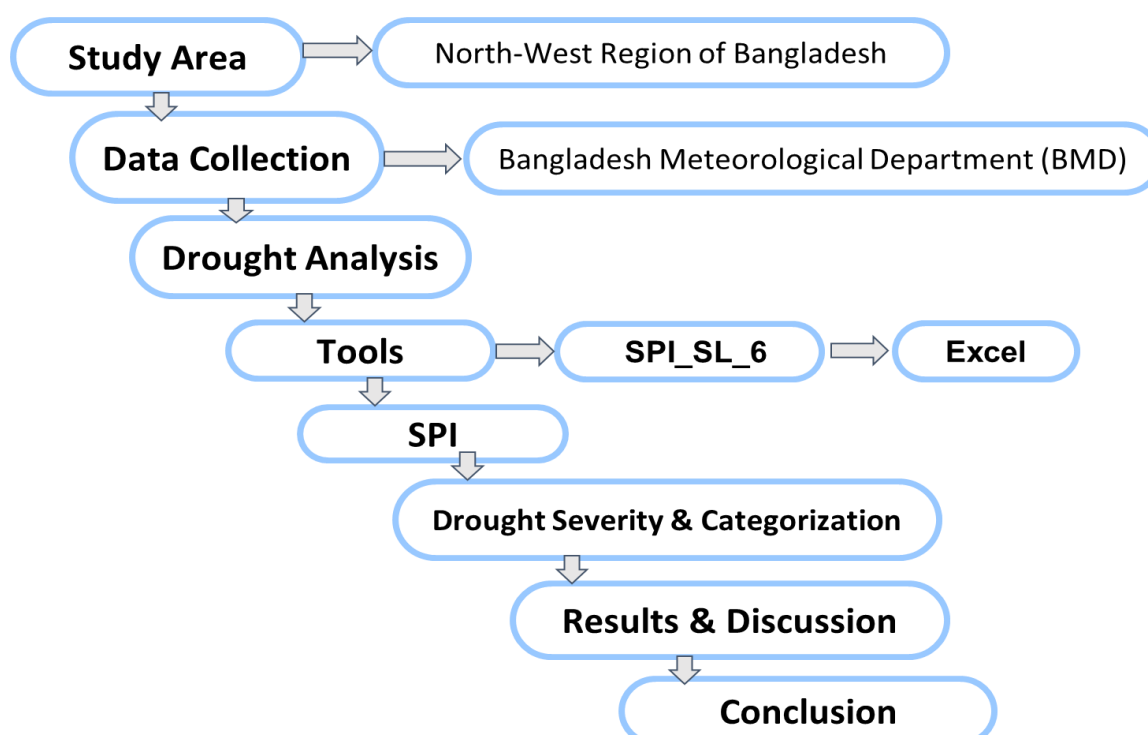 Study Area
North-West Region of Bangladesh
Data Collection
Bangladesh Meteorological Department (BMD)
Drought Analysis
Tools
SPI_SL_6
Excel
SPI
Drought Severity & Categorization
Results & Discussion
Conclusion